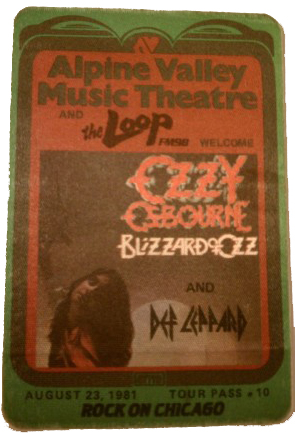 AV
Alpine Valley
Music Theatre
AND
the Loop FM98 WELCOME
OZZY
OSBOURNE
BLIZZARD OF OZZ
AND
DEF LEPPARD
AUGUST 23, 1981 TOUR PASS # 10
ROCK ON CHICAGO